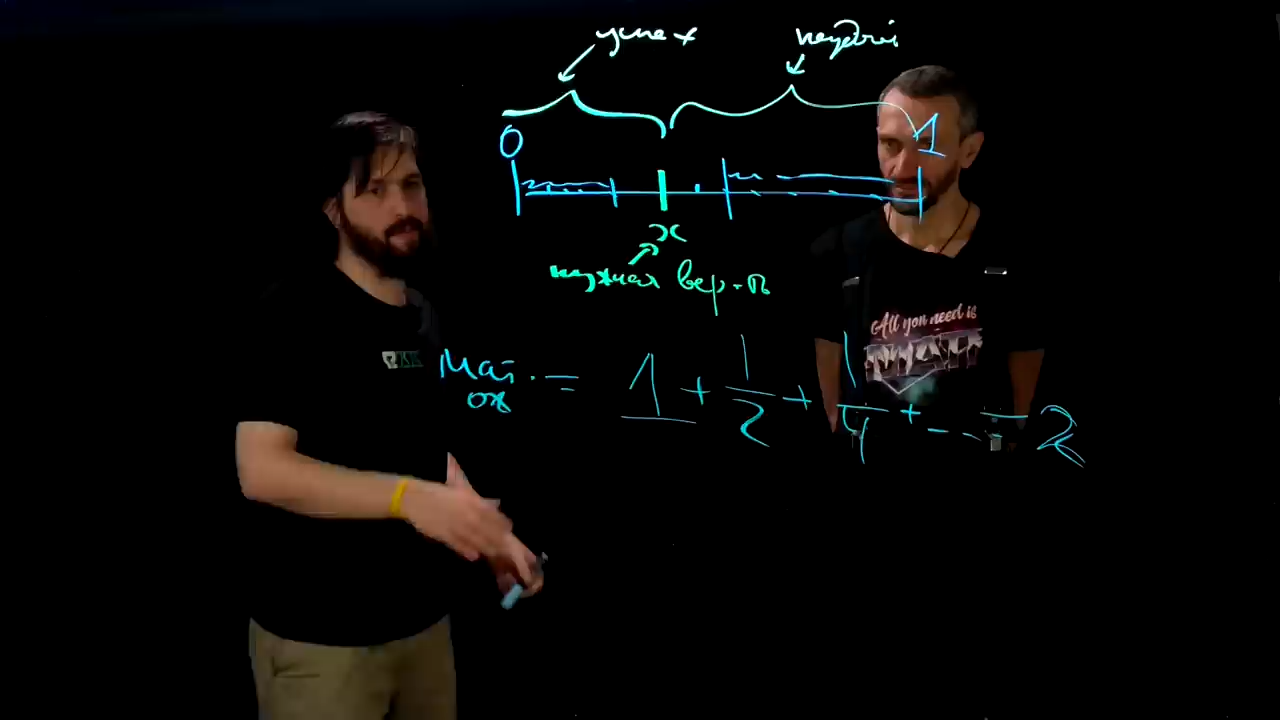 успех неудача
0 1
x
нужная вер-ть
Мат. = 1 + 1/2 + 1/4 + --- = 2
ож
All you need is
MATH